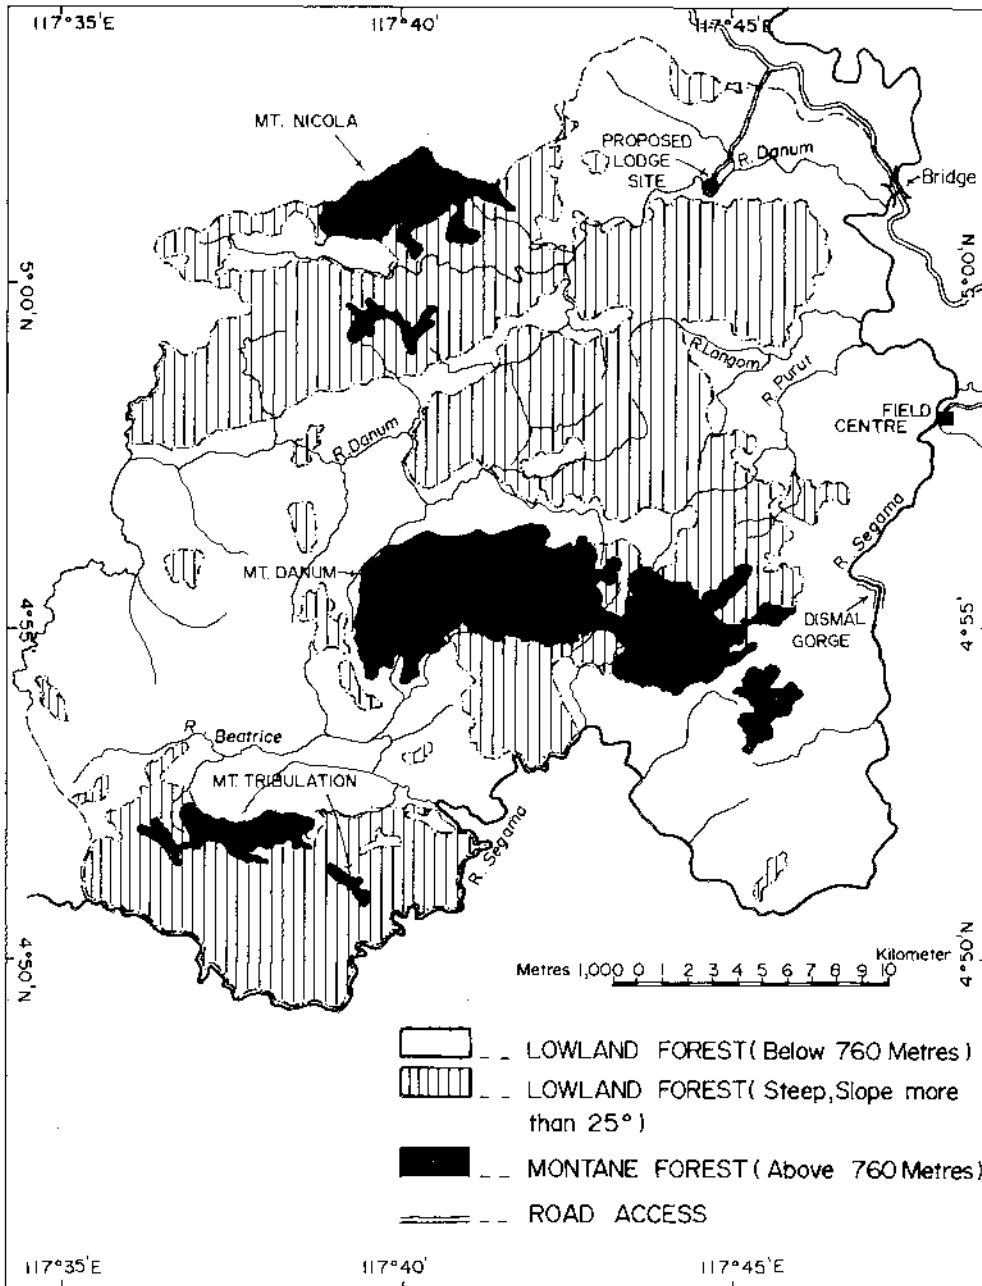 117°35'E
117°40'
117°45'E
MT. NICOLA
PROPOSED
LODGE
SITE
R. Danum
Bridge
5°00'N
5°00'N
R. Langom
R. Purut
FIELD
CENTRE
R. Danum
R. Segama
MT. DANUM
4°55'
4°55'
DISMAL
GORGE
R. Beatrice
MT. TRIBULATION
R. Segama
4°50'N
4°50'N
Kilometer
Metres 1,000 0 1 2 3 4 5 6 7 8 9 10
LOWLAND FOREST (Below 760 Metres)
LOWLAND FOREST (Steep, Slope more
than 25°)
MONTANE FOREST (Above 760 Metres)
ROAD ACCESS
117°35'E
117°40'
117°45'E